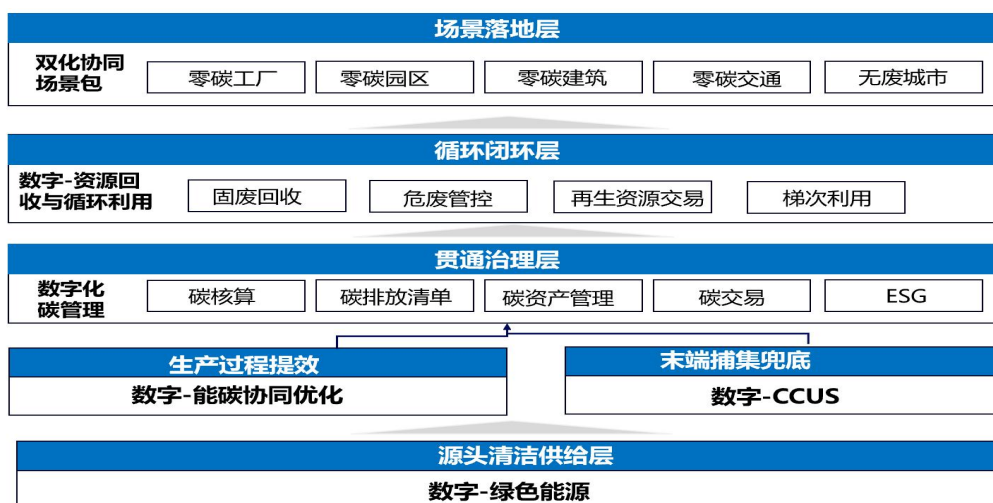 场景落地层
双化协同
场景包
零碳工厂
零碳园区
零碳建筑
零碳交通
无废城市
循环闭环层
数字-资源回
收与循环利用
固废回收
危废管控
再生资源交易
梯次利用
贯通治理层
数字化
碳管理
碳核算
碳排放清单
碳资产管理
碳交易
ESG
生产过程提效
数字-能碳协同优化
末端捕集兜底
数字-CCUS
源头清洁供给层
数字-绿色能源